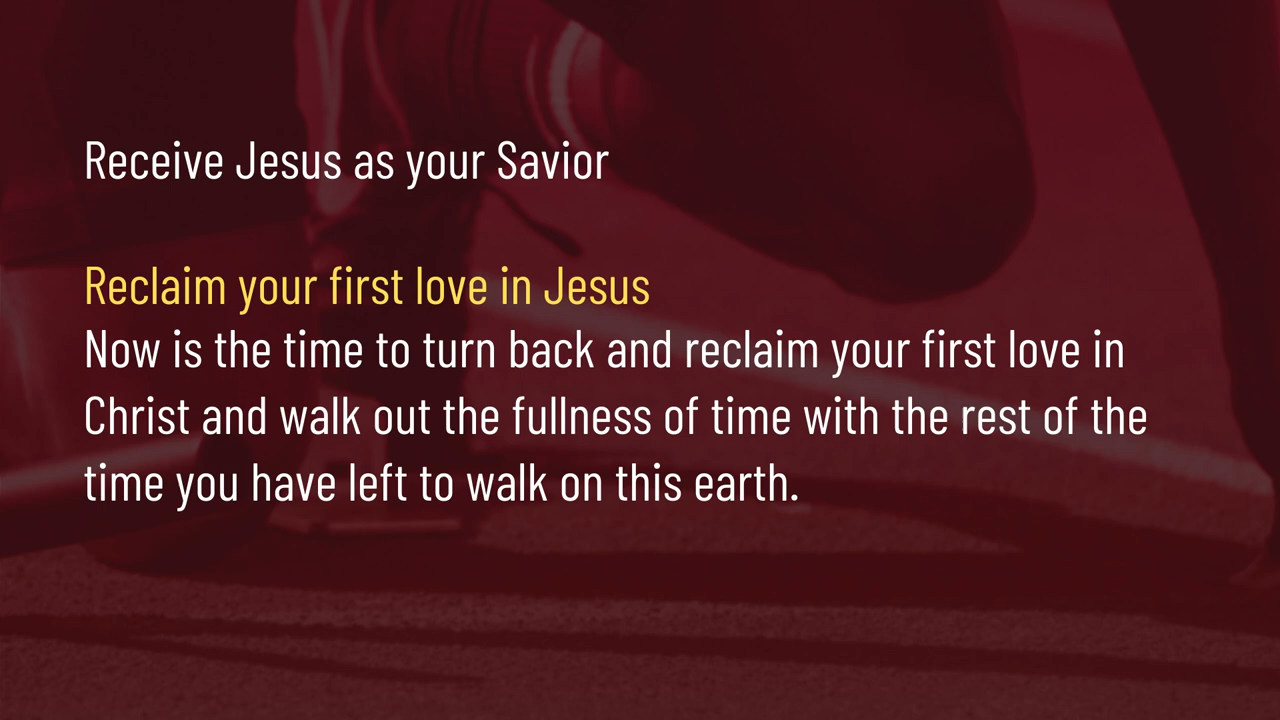 Receive Jesus as your Savior
Reclaim your first love in Jesus
Now is the time to turn back and reclaim your first love in
Christ and walk out the fullness of time with the rest of the
time you have left to walk on this earth.